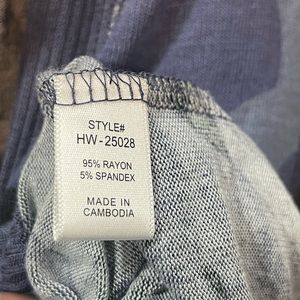 STYLE#
HW-25028
95% RAYON
5% SPANDEX
MADE IN
CAMBODIA